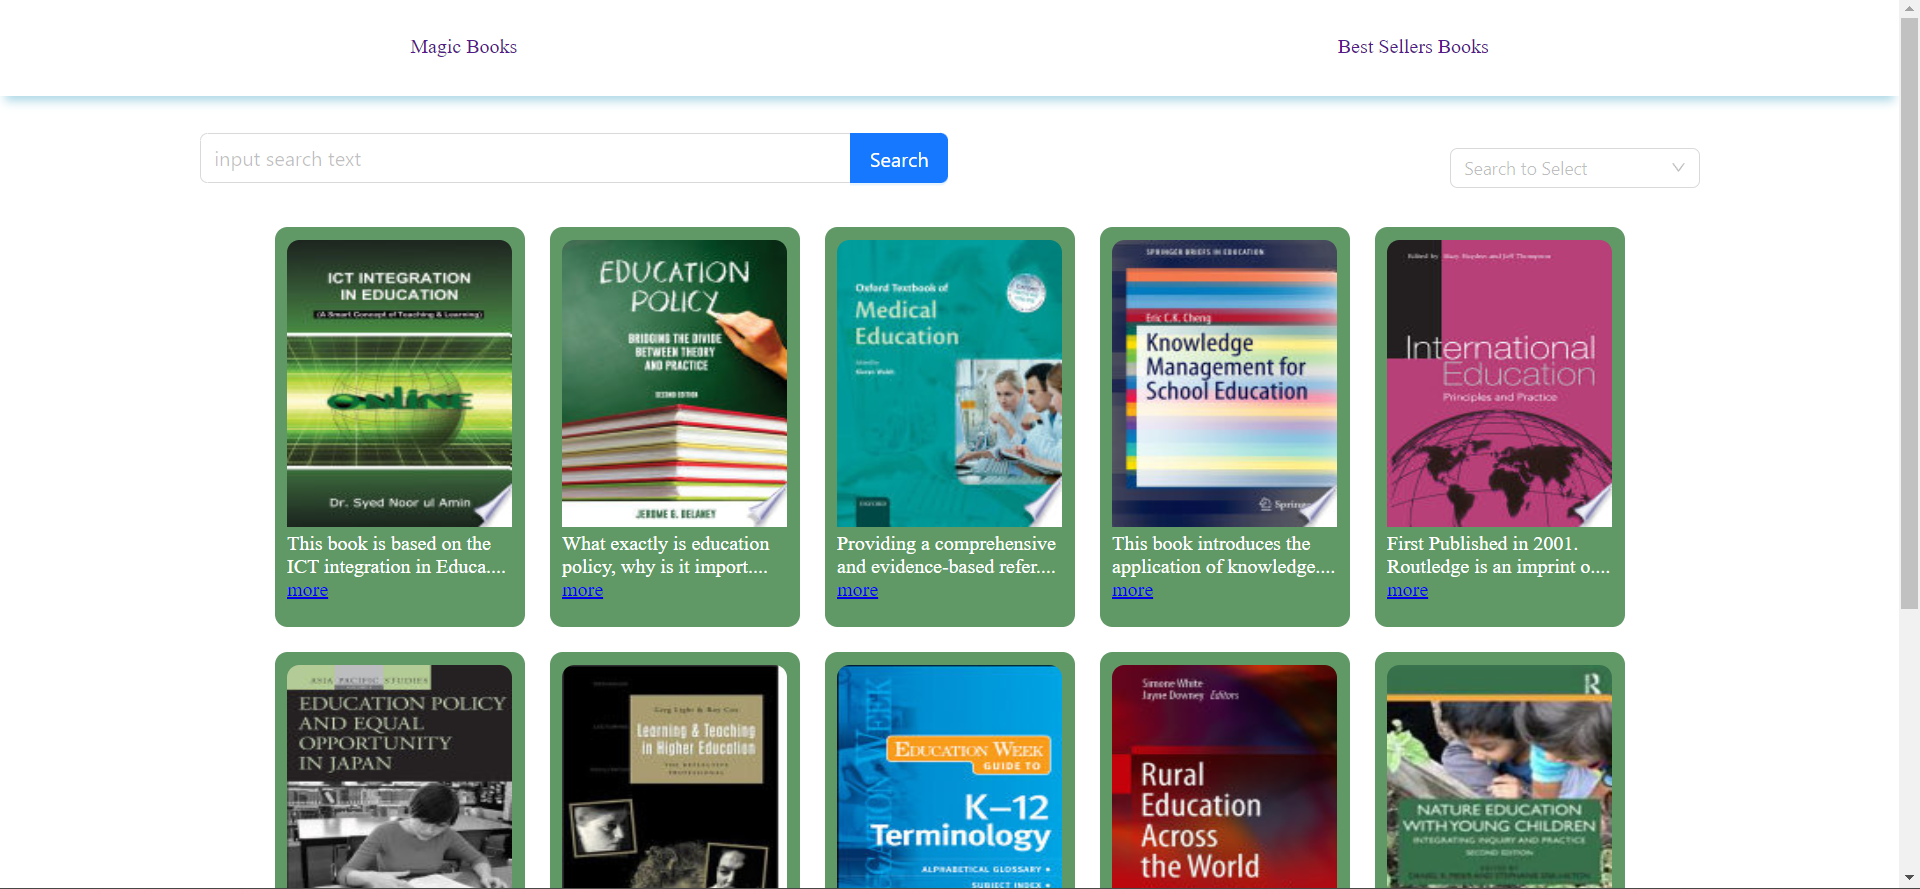 Magic Books
Best Sellers Books
input search text
Search
Search to Select
ICT INTEGRATION
IN EDUCATION
(A Smart Concept of Teaching & Learning)
ONLINE
Dr. Syed Noor ul Amin
This book is based on the
ICT integration in Educa....
more
EDUCATION
POLICY
BRIDGING THE DIVIDE
BETWEEN THEORY
AND PRACTICE
SECOND EDITION
JEROME G. DELANEY
What exactly is education
policy, why is it import....
more
Oxford Textbook of
Medical
Education
Edited by
Kieran Walsh
OXFORD
Providing a comprehensive
and evidence-based refer....
more
SPRINGER BRIEFS IN EDUCATION
Eric C.K. Cheng
Knowledge
Management for
School Education
Springer
This book introduces the
application of knowledge....
more
Edited by Mary Hayden and Jeff Thompson
International
Education
Principles and Practice
First Published in 2001.
Routledge is an imprint o....
more
ASIA PACIFIC STUDIES
EDUCATION POLICY
AND EQUAL
OPPORTUNITY
IN JAPAN
Greg Light & Roy Cox
Learning & Teaching
in Higher Education
THE REFLECTIVE
PROFESSIONAL
EDUCATION WEEK
EDUCATION WEEK
GUIDE TO
K–12
Terminology
ALPHABETICAL GLOSSARY •
SUBJECT INDEX •
Simone White
Jayne Downey Editors
Rural
Education
Across
the World
R
NATURE EDUCATION
WITH YOUNG CHILDREN
INTEGRATING INQUIRY AND PRACTICE
SECOND EDITION